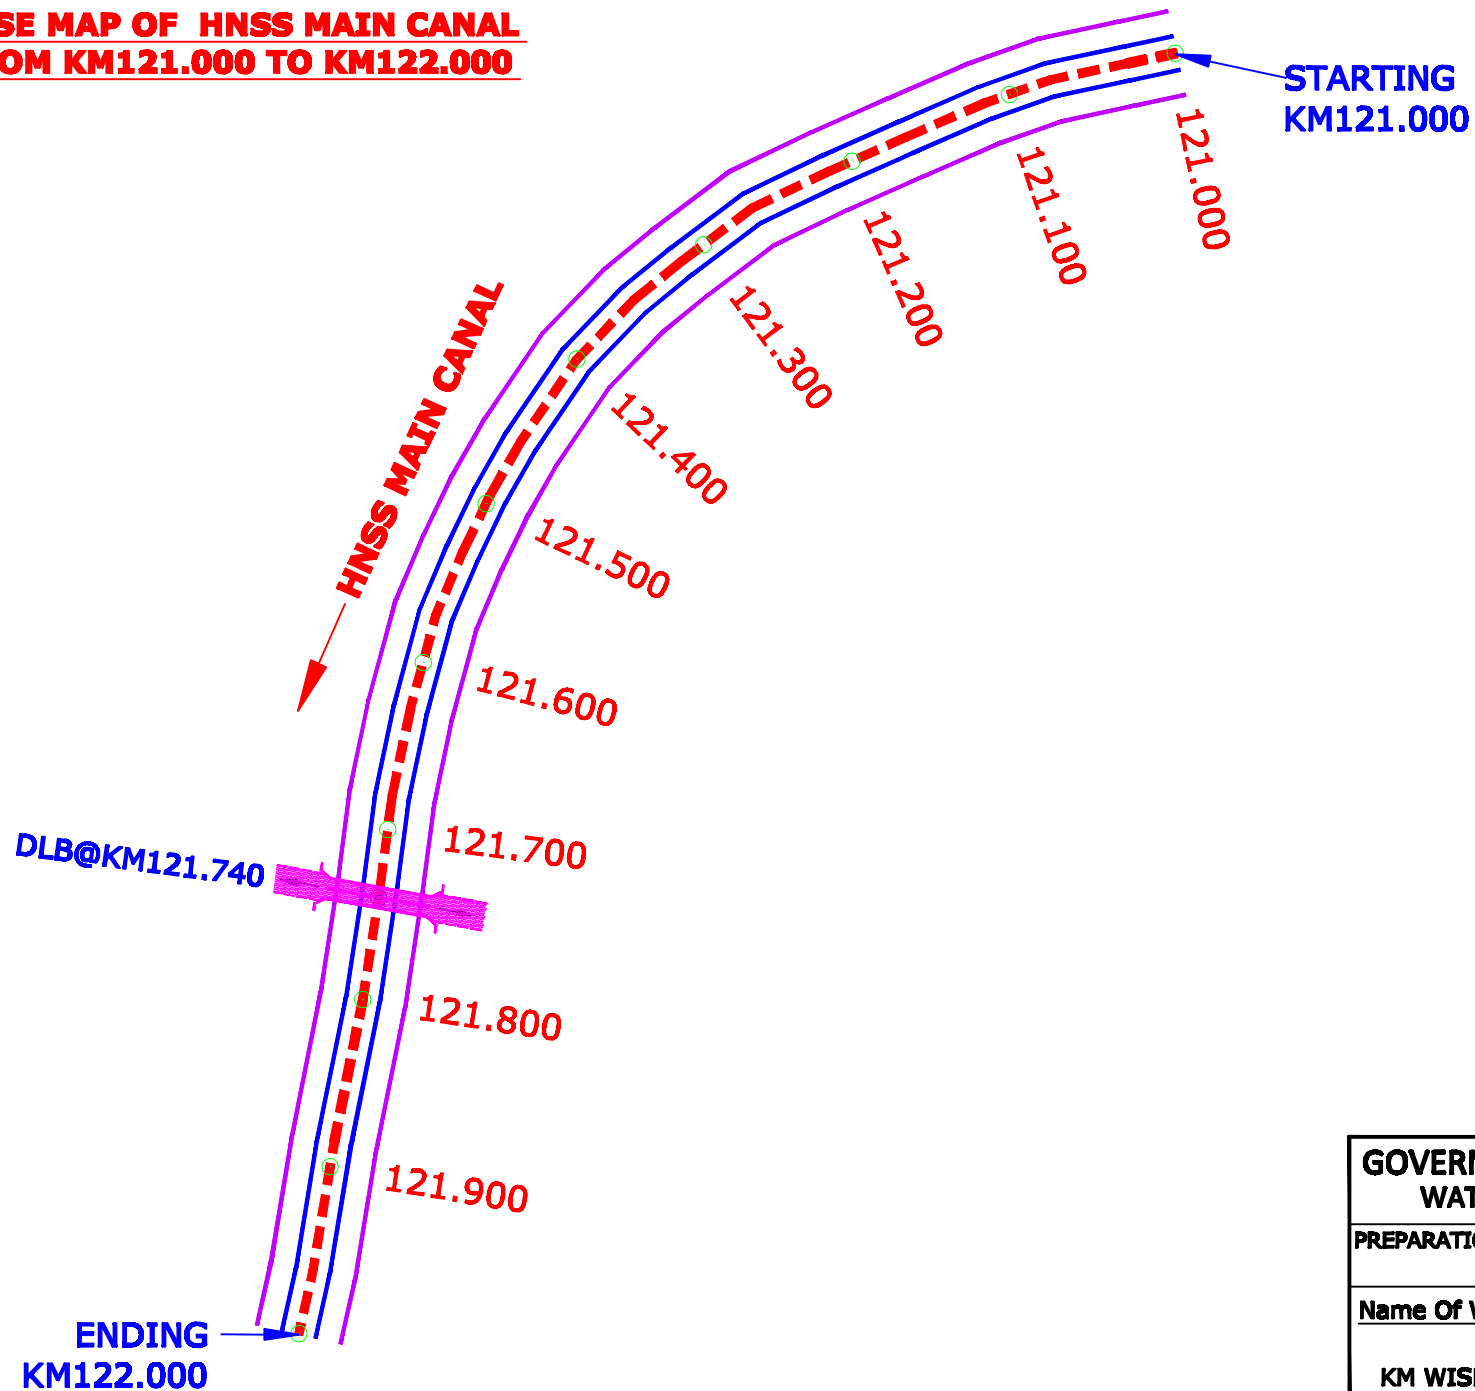 SE MAP OF HNSS MAIN CANAL
OM KM121.000 TO KM122.000
STARTING
KM121.000
121.000
121.100
121.200
121.300
121.400
121.500
121.600
121.700
121.800
121.900
HNSS MAIN CANAL
DLB@KM121.740
ENDING
KM122.000
GOVERN
WAT
PREPARATIO
Name Of W
KM WIS